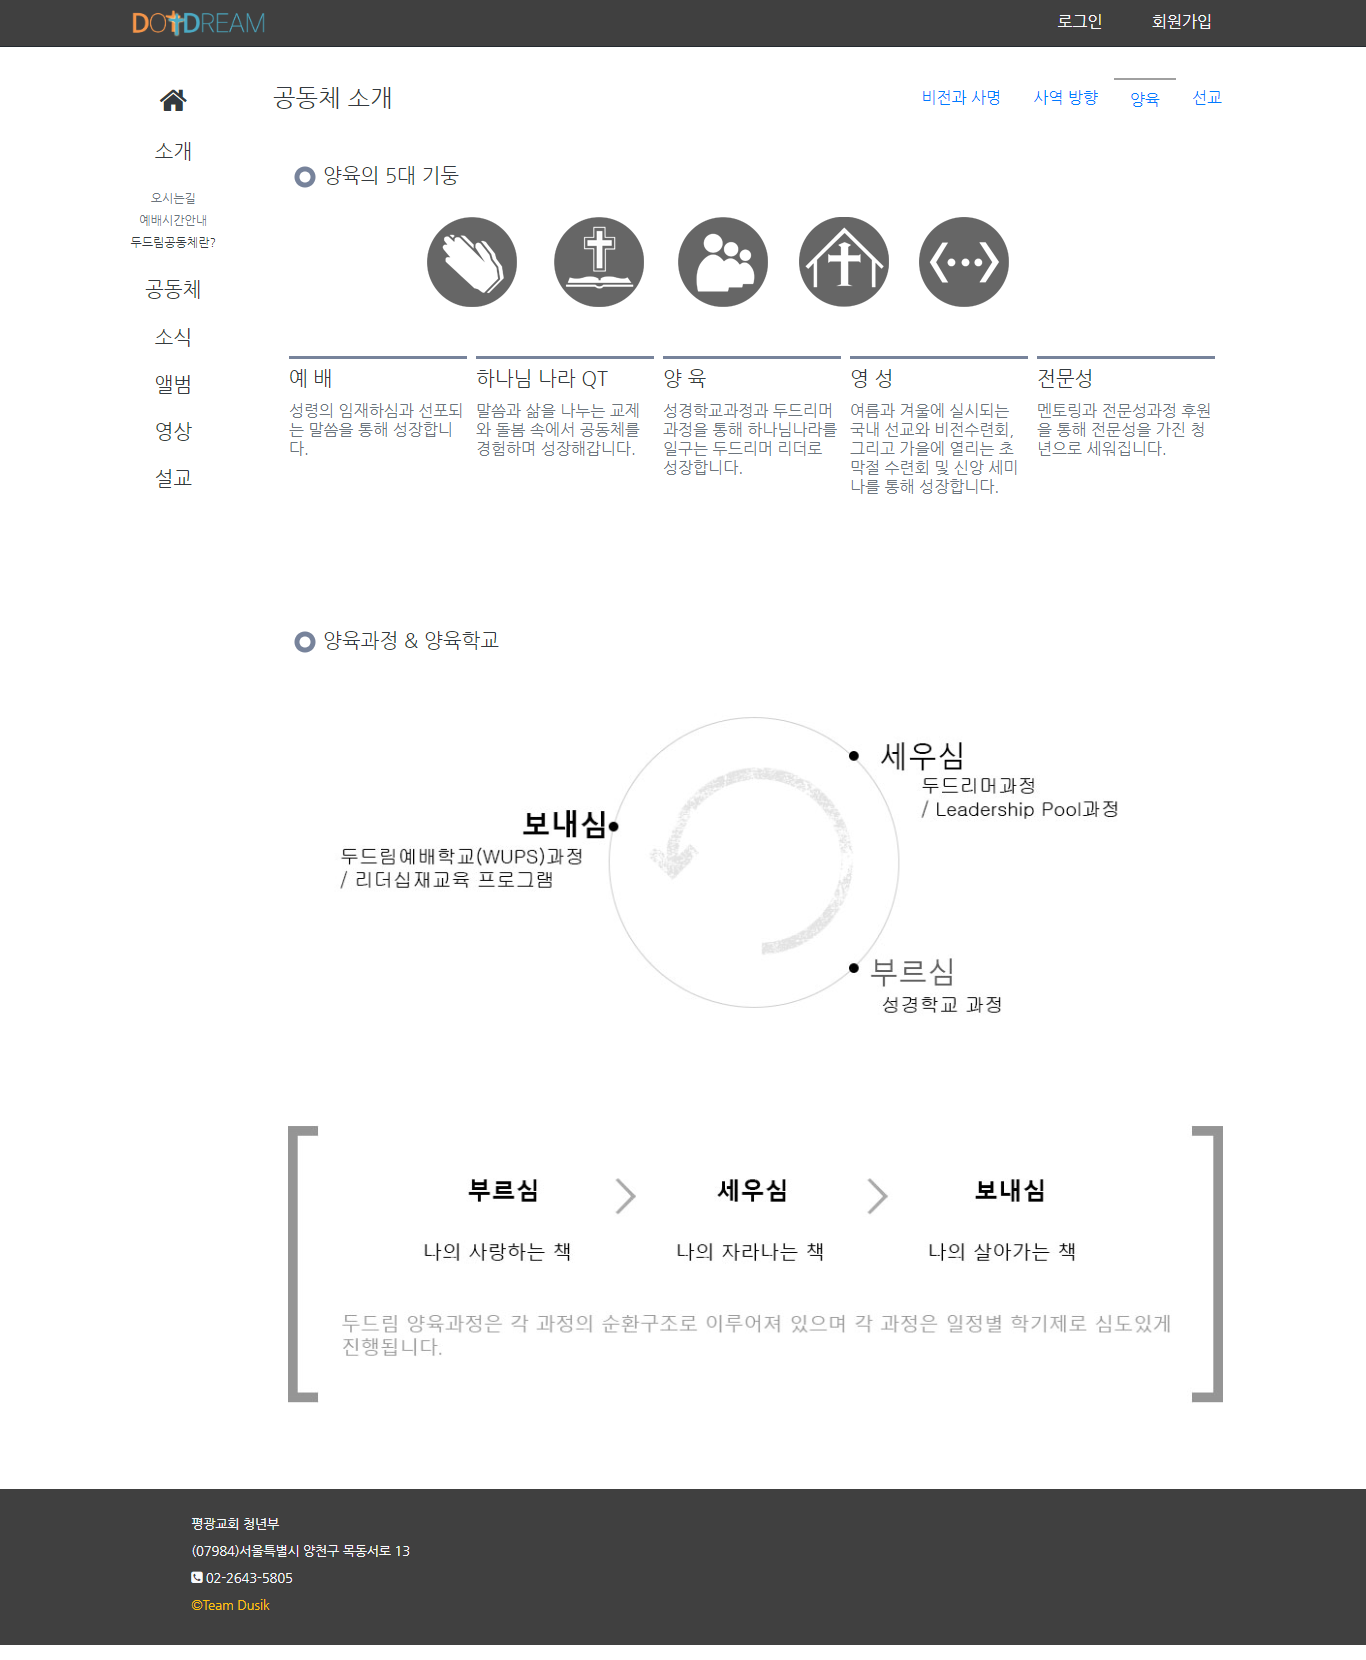 DO✝DREAM
로그인
회원가입
공동체 소개
비전과 사명
사역 방향
양육
선교
소개
오시는길
예배시간안내
두드림공동체란?
공동체
소식
앨범
영상
설교
양육의 5대 기둥
예 배
성령의 임재하심과 선포되
는 말씀을 통해 성장합니
다.
하나님 나라 QT
말씀과 삶을 나누는 교제
와 돌봄 속에서 공동체를
경험하며 성장해갑니다.
양 육
성경학교과정과 두드리머
과정을 통해 하나님나라를
일구는 두드리머 리더로
성장합니다.
영 성
여름과 겨울에 실시되는
국내 선교와 비전수련회,
그리고 가을에 열리는 초
막절 수련회 및 신앙 세미
나를 통해 성장합니다.
전문성
멘토링과 전문성과정 후원
을 통해 전문성을 가진 청
년으로 세워집니다.
양육과정 & 양육학교
세우심
두드리머과정
/ Leadership Pool과정
보내심
두드림예배학교(WUPS)과정
/ 리더십재교육 프로그램
부르심
성경학교 과정
부르심
세우심
보내심
나의 사랑하는 책
나의 자라나는 책
나의 살아가는 책
두드림 양육과정은 각 과정의 순환구조로 이루어져 있으며 각 과정은 일정별 학기제로 심도있게
진행됩니다.
평광교회 청년부
(07984)서울특별시 양천구 목동서로 13
02-2643-5805
©Team Dusik